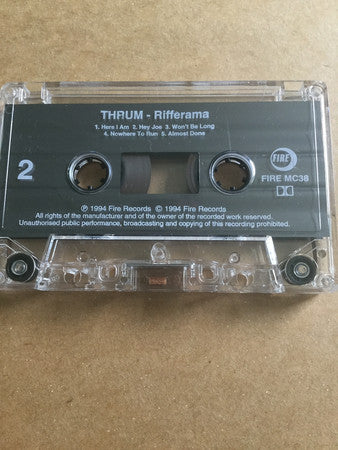 THRUM - Rifferama
1. Here I Am 2. Hey Joe 3. Won't Be Long
4. Nowhere To Run 5. Almost Done
2
FIRE
FIRE MC38
℗ 1994 Fire Records © 1994 Fire Records
All rights of the manufacturer and of the owner of the recorded work reserved.
Unauthorised public performance, broadcasting and copying of this recording prohibited.